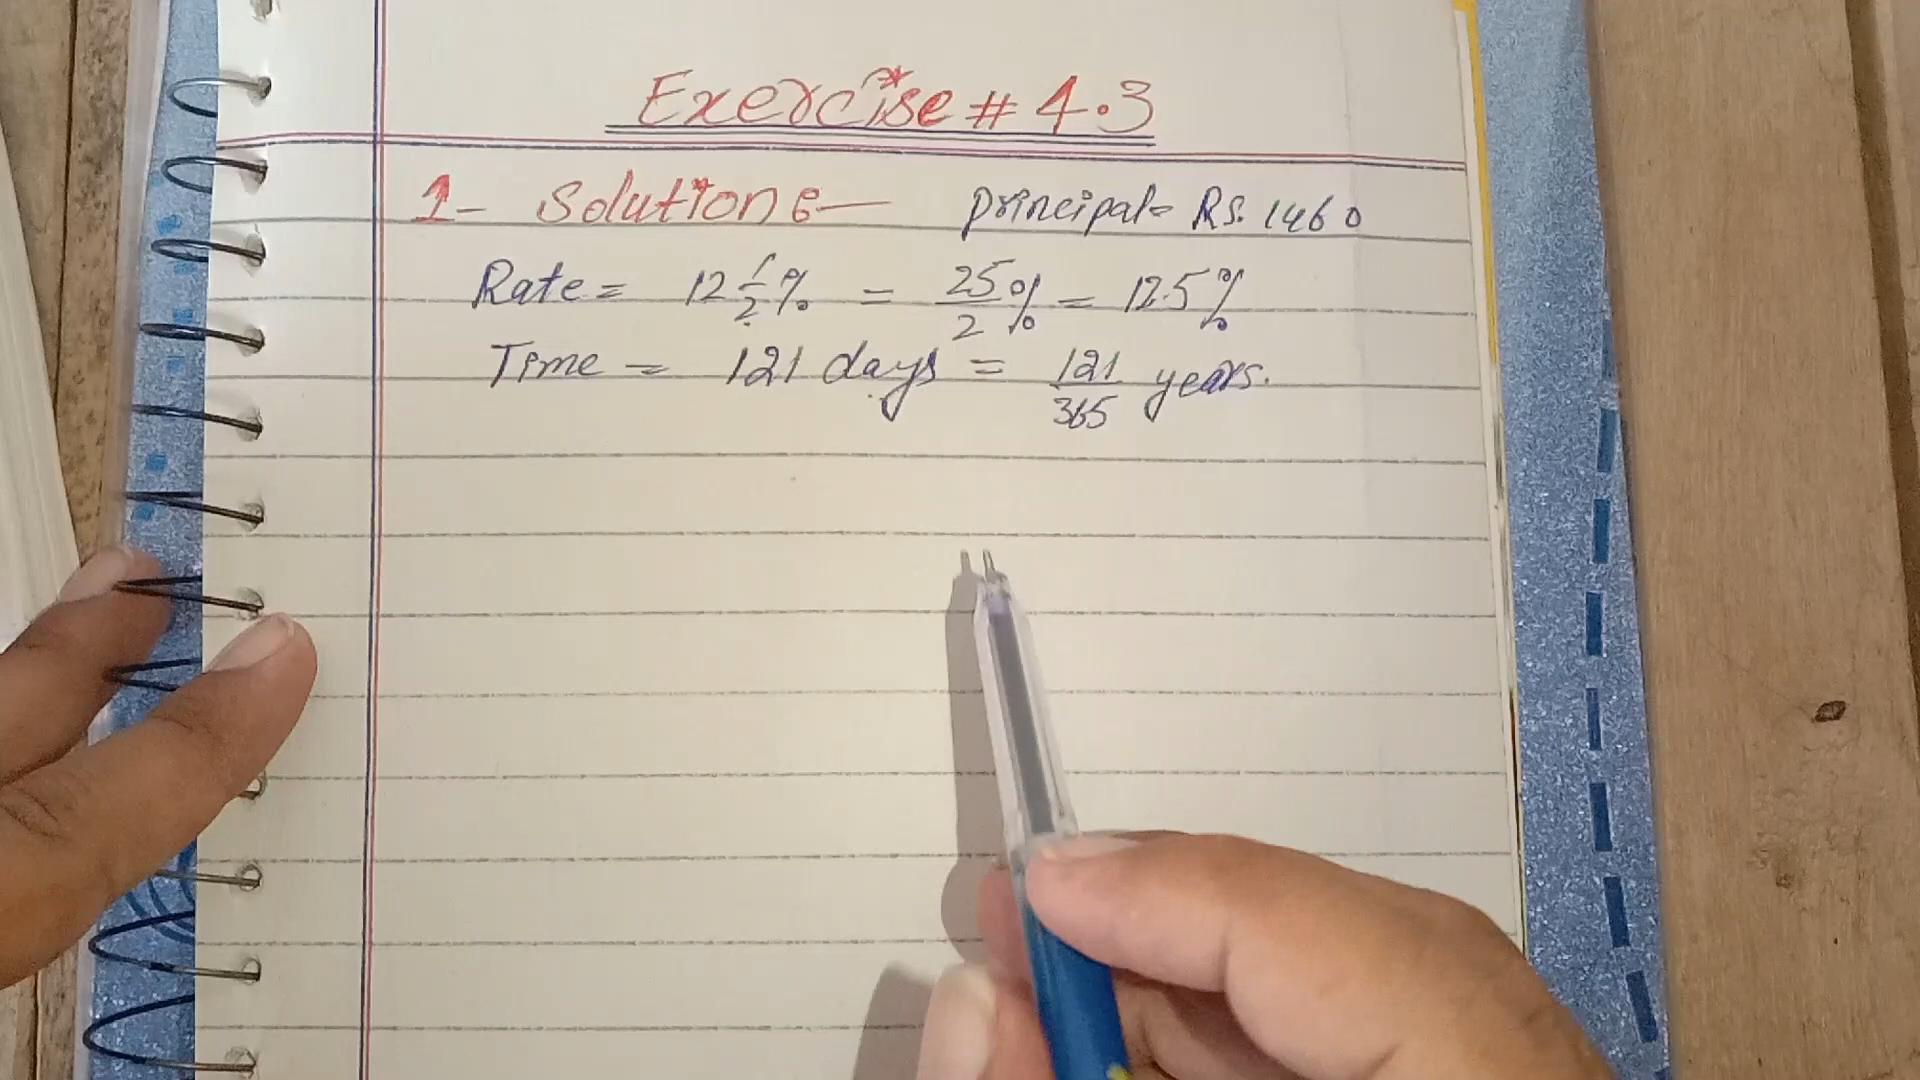 Exercise # 4.3
1- Solution:— principal= RS. 1460
Rate = 12 1/2 % = 25/2 % = 12.5%
Time = 121 days = 121/365 years.